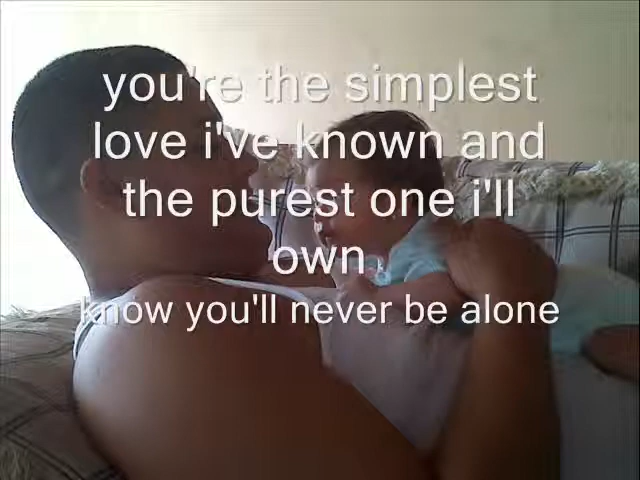 you're the simplest
love i've known and
the purest one i'll
own
know you'll never be alone